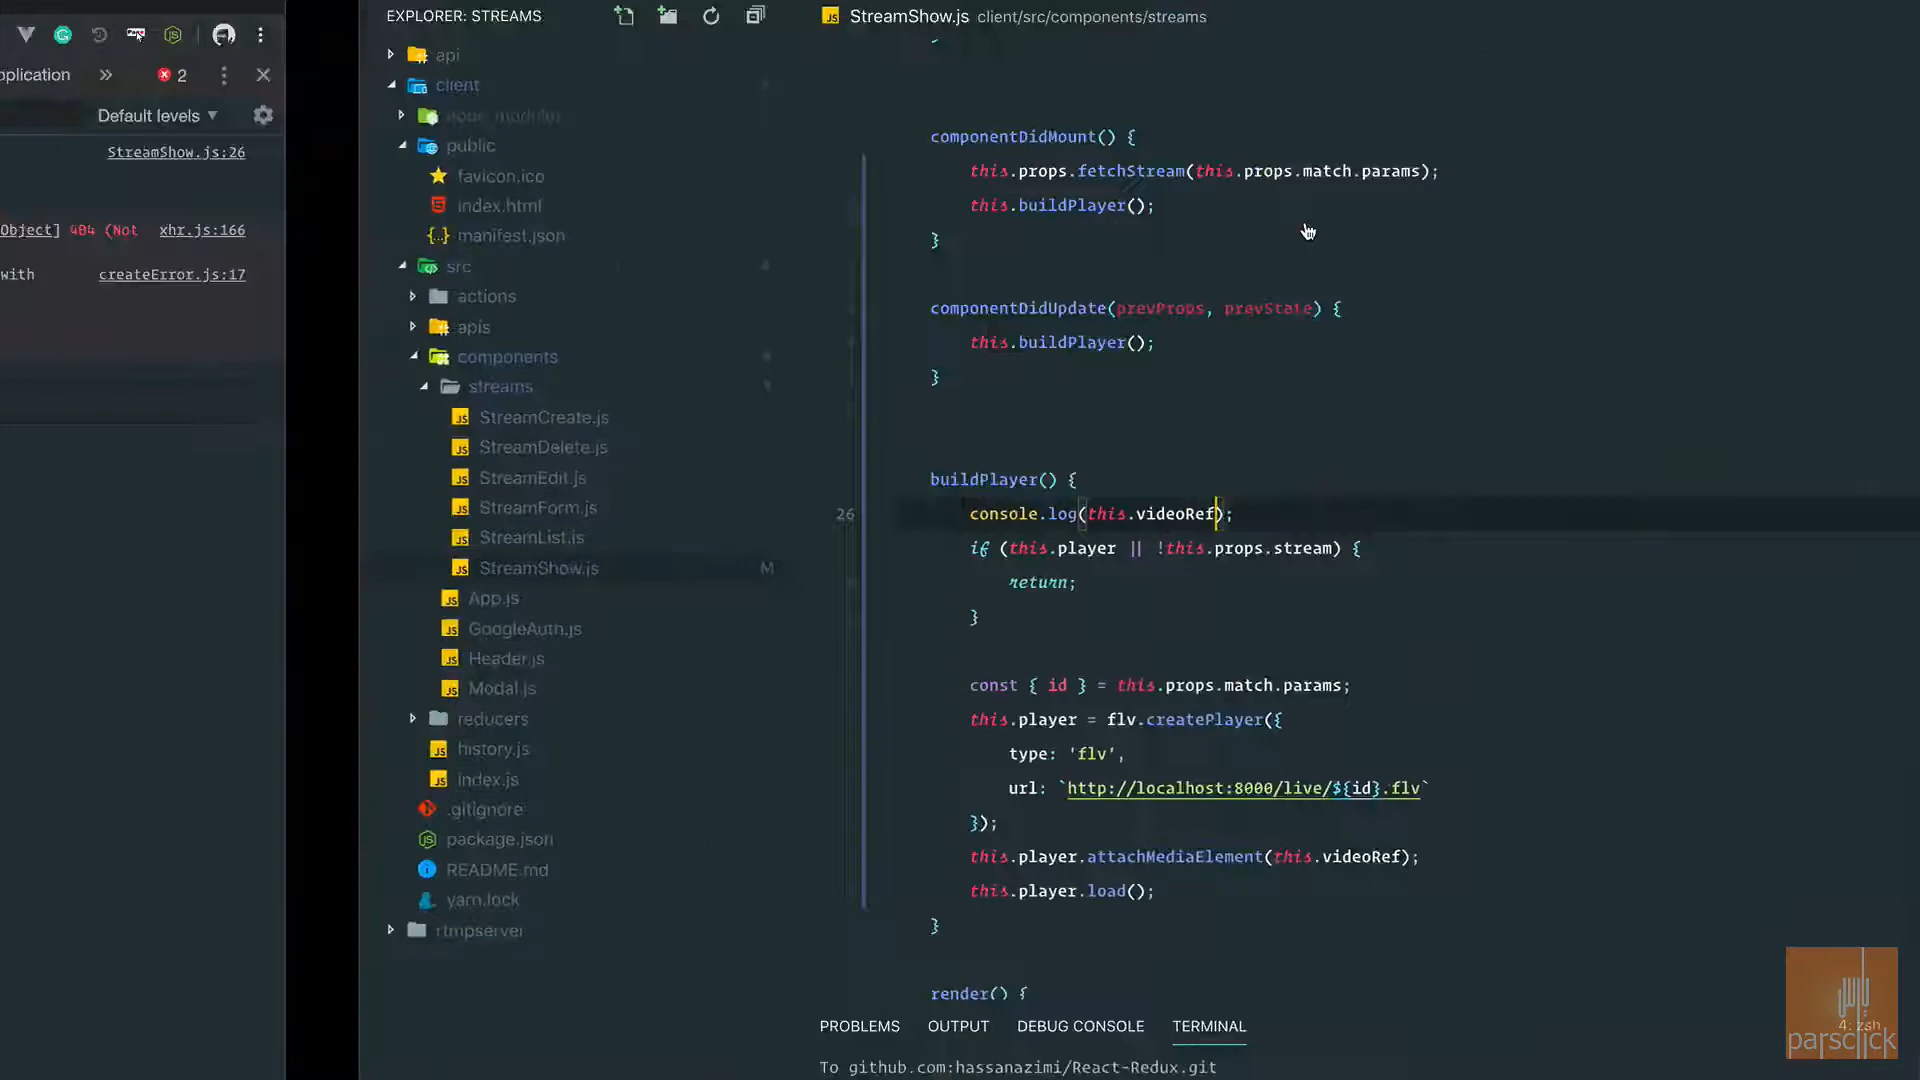 pplication » 2
Default levels
StreamShow.js:26
Object] 404 (Not xhr.js:166
with createError.js:17
EXPLORER: STREAMS
api
client
node_modules
public
favicon.ico
index.html
manifest.json
src
actions
apis
components
streams
StreamCreate.js
StreamDelete.js
StreamEdit.js
StreamForm.js
StreamList.js
StreamShow.js M
App.js
GoogleAuth.js
Header.js
Modal.js
reducers
history.js
index.js
.gitignore
package.json
README.md
yarn.lock
rtmpserver
StreamShow.js client/src/components/streams
}
componentDidMount() {
this.props.fetchStream(this.props.match.params);
this.buildPlayer();
}
componentDidUpdate(prevProps, prevState) {
this.buildPlayer();
}
buildPlayer() {
26 console.log(this.videoRef);
if (this.player || !this.props.stream) {
return;
}
const { id } = this.props.match.params;
this.player = flv.createPlayer({
type: 'flv',
url: `http://localhost:8000/live/${id}.flv`
});
this.player.attachMediaElement(this.videoRef);
this.player.load();
}
render() {
PROBLEMS OUTPUT DEBUG CONSOLE TERMINAL
4: zsh
To github.com:hassanazimi/React-Redux.git
parsclick